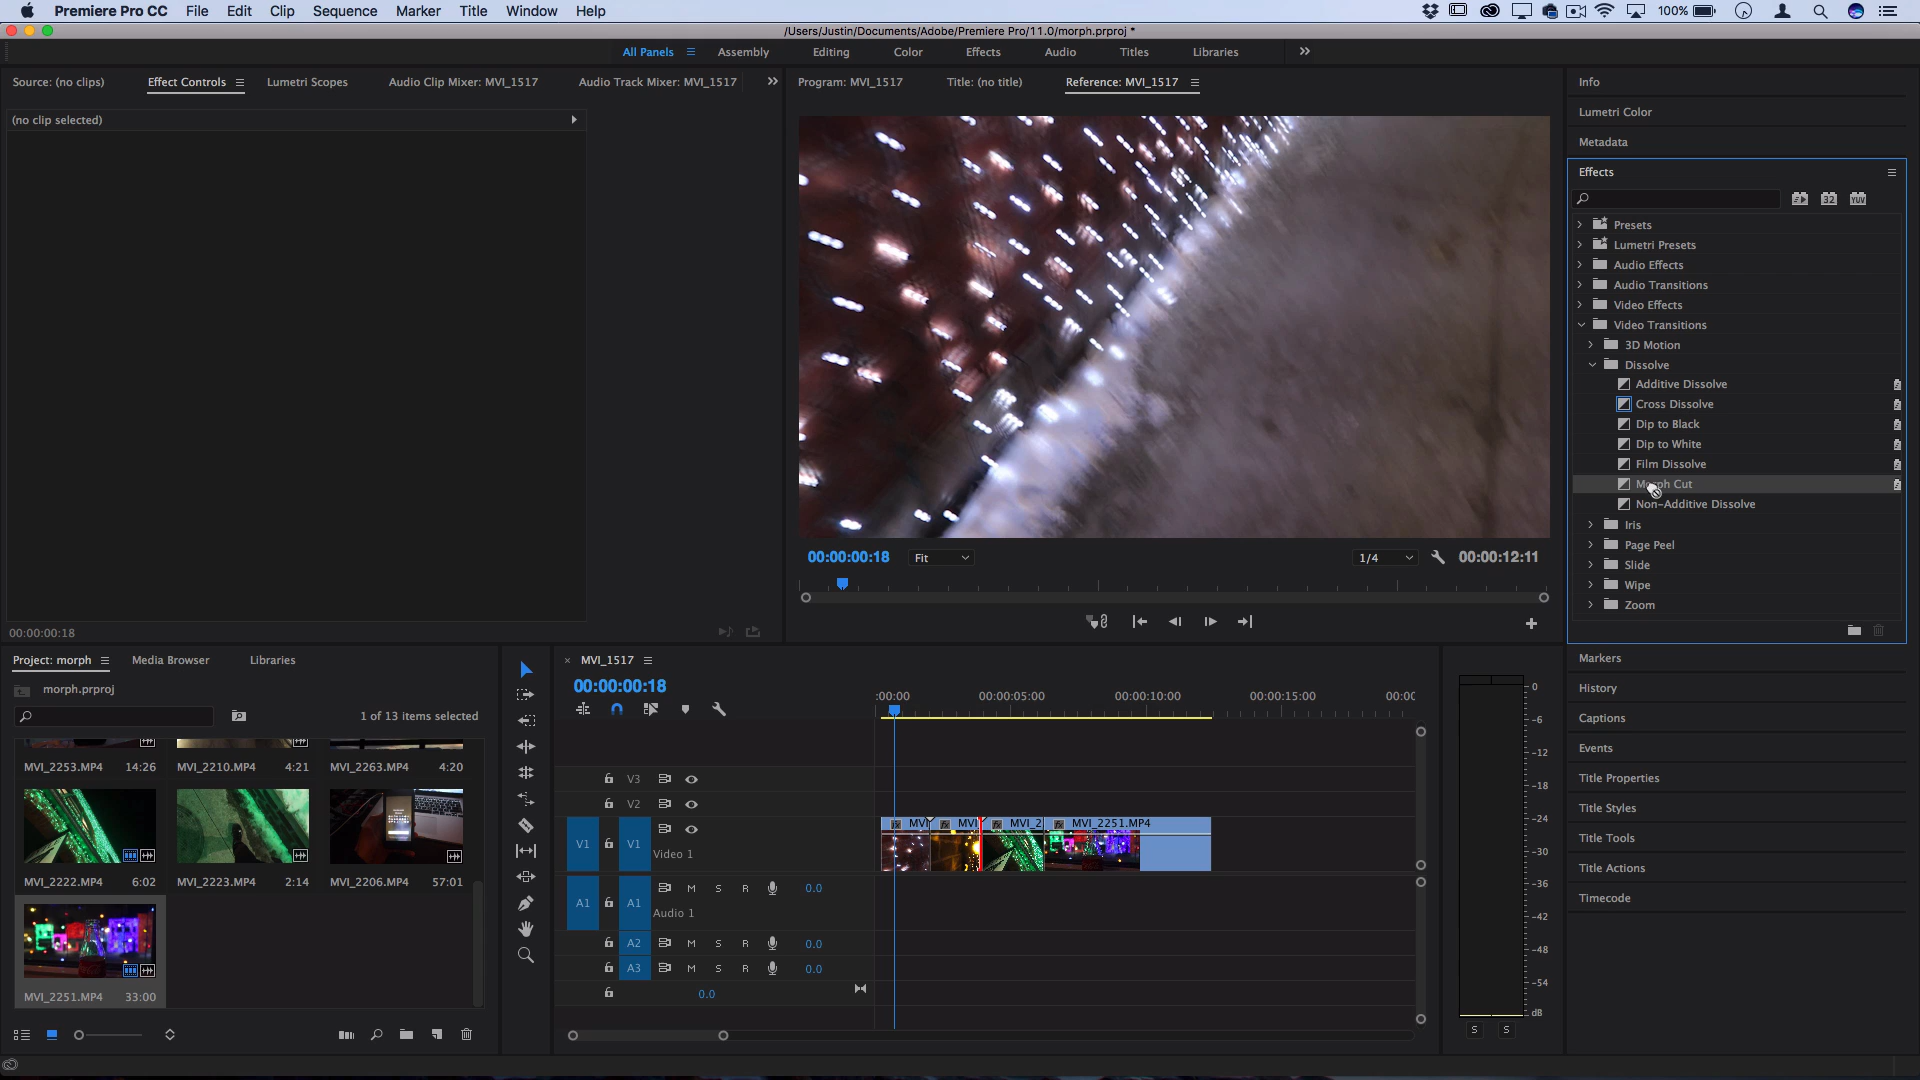 Premiere Pro CC File Edit Clip Sequence Marker Title Window Help 100%
/Users/Justin/Documents/Adobe/Premiere Pro/11.0/morph.prproj *
All Panels Assembly Editing Color Effects Audio Titles Libraries
Source: (no clips) Effect Controls Lumetri Scopes Audio Clip Mixer: MVI_1517 Audio Track Mixer: MVI_1517
(no clip selected)
00:00:00:18
Program: MVI_1517 Title: (no title) Reference: MVI_1517
00:00:00:18 Fit 1/4 00:00:12:11
Info
Lumetri Color
Metadata
Effects
32 YUV
Presets
Lumetri Presets
Audio Effects
Audio Transitions
Video Effects
Video Transitions
3D Motion
Dissolve
Additive Dissolve
Cross Dissolve
Dip to Black
Dip to White
Film Dissolve
Morph Cut
Non-Additive Dissolve
Iris
Page Peel
Slide
Wipe
Zoom
Markers
History
Captions
Events
Title Properties
Title Styles
Title Tools
Title Actions
Timecode
Project: morph Media Browser Libraries
morph.prproj
1 of 13 items selected
MVI_2253.MP4 14:26 MVI_2210.MP4 4:21 MVI_2263.MP4 4:20
MVI_2222.MP4 6:02 MVI_2223.MP4 2:14 MVI_2206.MP4 57:01
MVI_2251.MP4 33:00
MVI_1517
00:00:00:18
:00:00 00:00:05:00 00:00:10:00 00:00:15:00 00:0
V3
V2
V1 V1 Video 1
MVI MVI MVI_2 MVI_2251.MP4
A1 A1 M S R 0.0
Audio 1
A2 M S R 0.0
A3 M S R 0.0
0.0
0
-6
-12
-18
-24
-30
-36
-42
-48
-54
dB
S S